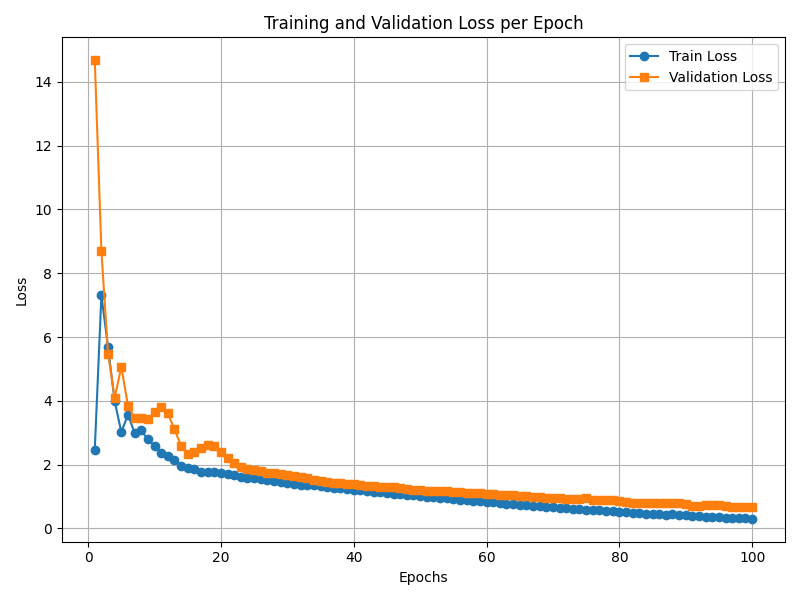 Training and Validation Loss per Epoch
Train Loss
Validation Loss
14
12
10
8
6
4
2
0
Loss
0 20 40 60 80 100
Epochs